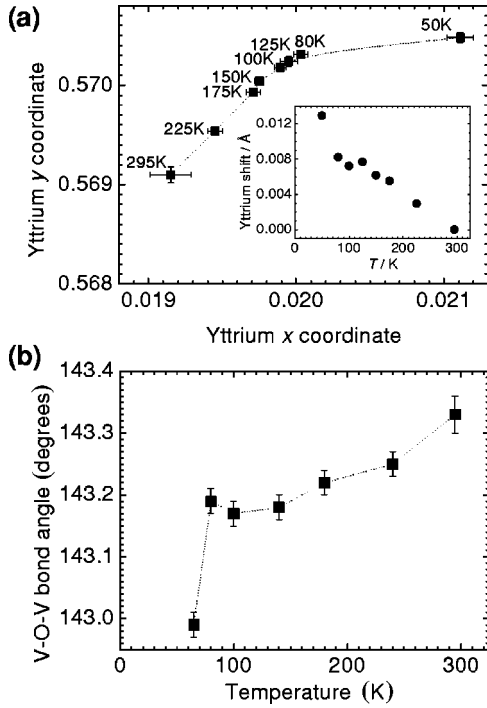 (a)
Yttrium y coordinate
0.570
0.569
0.568
50K
125K 80K
100K
150K
175K
225K
295K
Yttrium shift / Å
0.012
0.008
0.004
0.000
0 100 200 300
T / K
0.019 0.020 0.021
Yttrium x coordinate
(b)
V-O-V bond angle (degrees)
143.4
143.3
143.2
143.1
143.0
0 100 200 300
Temperature (K)